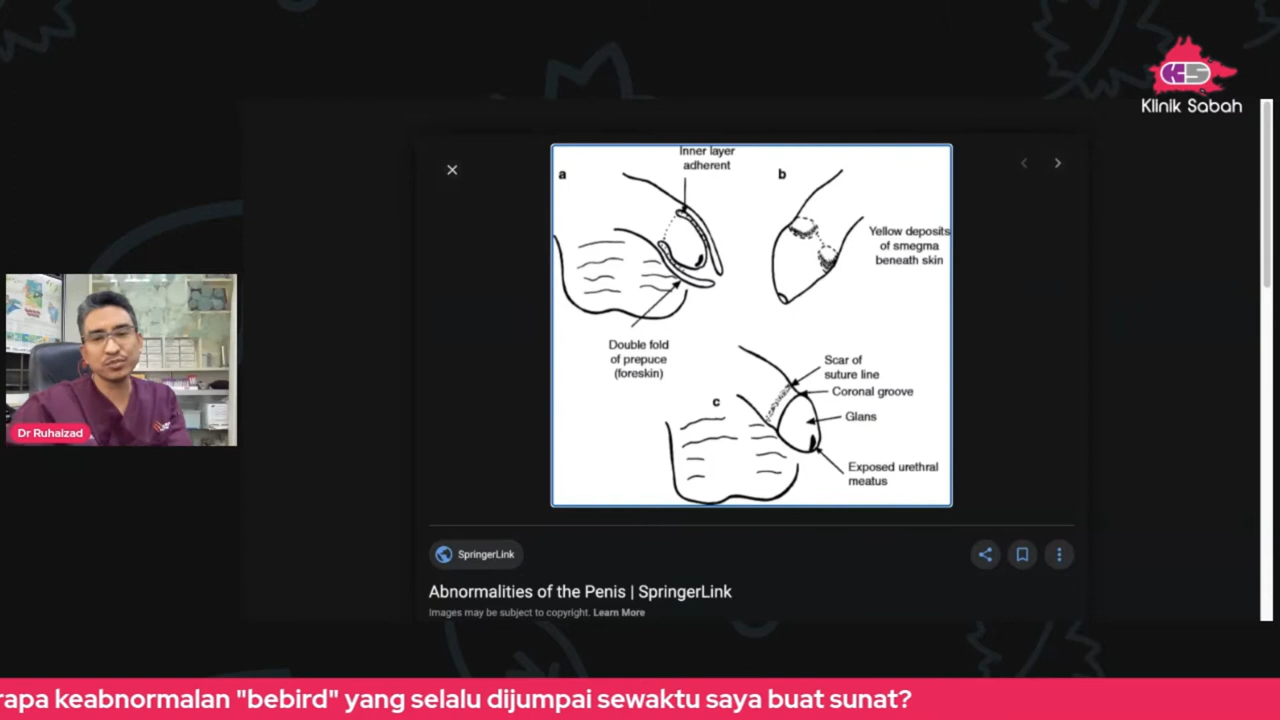 KS
Klinik Sabah
Inner layer
adherent
a
b
Yellow deposits
of smegma
beneath skin
Double fold
of prepuce
(foreskin)
Scar of
suture line
Coronal groove
c
Glans
Exposed urethral
meatus
Dr Ruhaizad
SpringerLink
Abnormalities of the Penis | SpringerLink
Images may be subject to copyright. Learn More
rapa keabnormalan "bebird" yang selalu dijumpai sewaktu saya buat sunat?